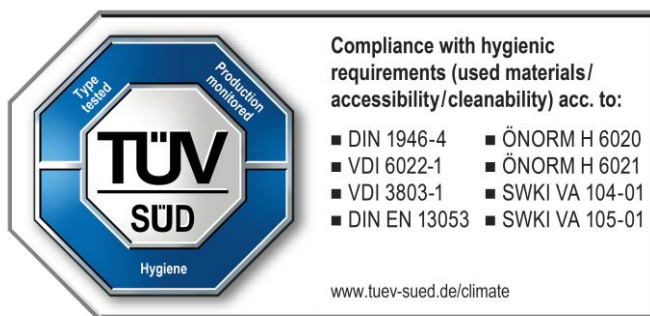 Type
tested
Production
monitored
TÜV
SÜD
Hygiene
Compliance with hygienic
requirements (used materials/
accessibility/cleanability) acc. to:
■ DIN 1946-4
■ VDI 6022-1
■ VDI 3803-1
■ DIN EN 13053
■ ÖNORM H 6020
■ ÖNORM H 6021
■ SWKI VA 104-01
■ SWKI VA 105-01
www.tuev-sued.de/climate